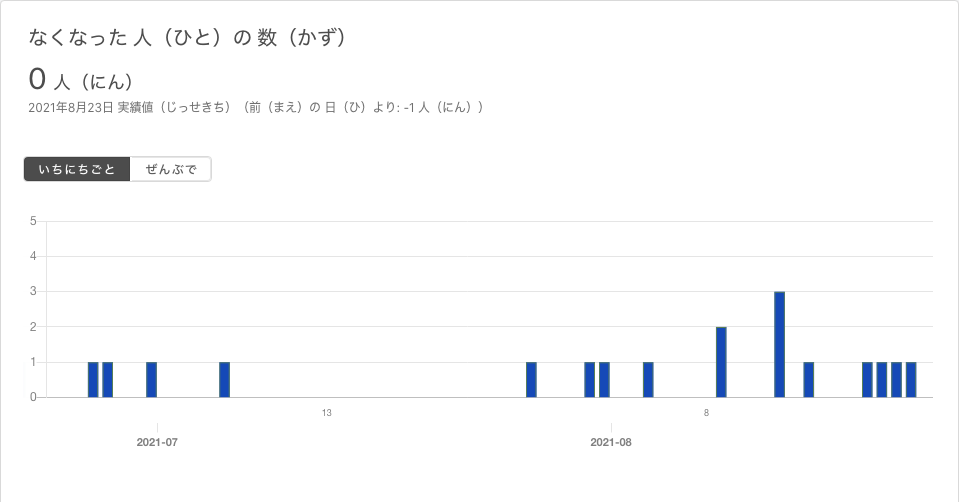 なくなった 人（ひと）の 数（かず）
0 人（にん）
2021年8月23日 実績値（じっせきち）（前（まえ）の 日（ひ）より: -1 人（にん））
いちにちごと ぜんぶで
5
4
3
2
1
0
13 8
2021-07 2021-08